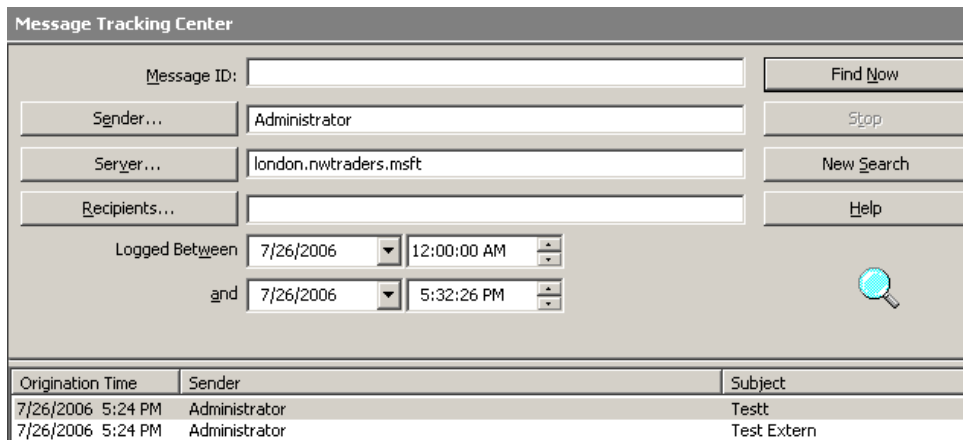 Message Tracking Center
Message ID:
Find Now
Sender... Administrator
Stop
Server... london.nwtraders.msft
New Search
Recipients...
Help
Logged Between 7/26/2006 12:00:00 AM
and 7/26/2006 5:32:26 PM
Origination Time Sender Subject
7/26/2006 5:24 PM Administrator Testt
7/26/2006 5:24 PM Administrator Test Extern